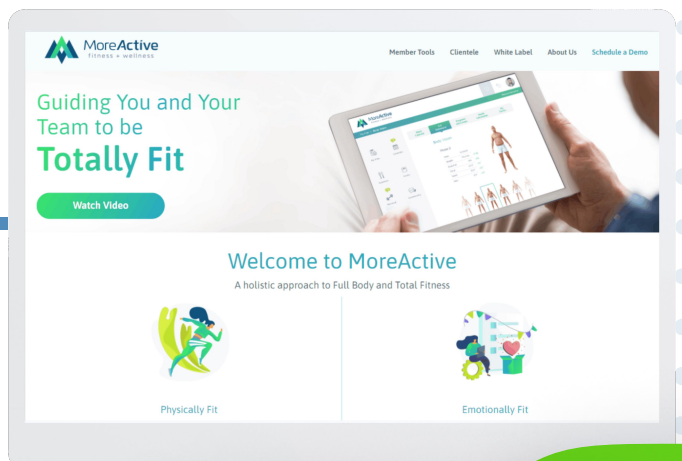 MoreActive
fitness + wellness
Member Tools Clientele White Label About Us Schedule a Demo
Guiding You and Your
Team to be
Totally Fit
Watch Video
MoreActive
Welcome to MoreActive
A holistic approach to Full Body and Total Fitness
Physically Fit Emotionally Fit